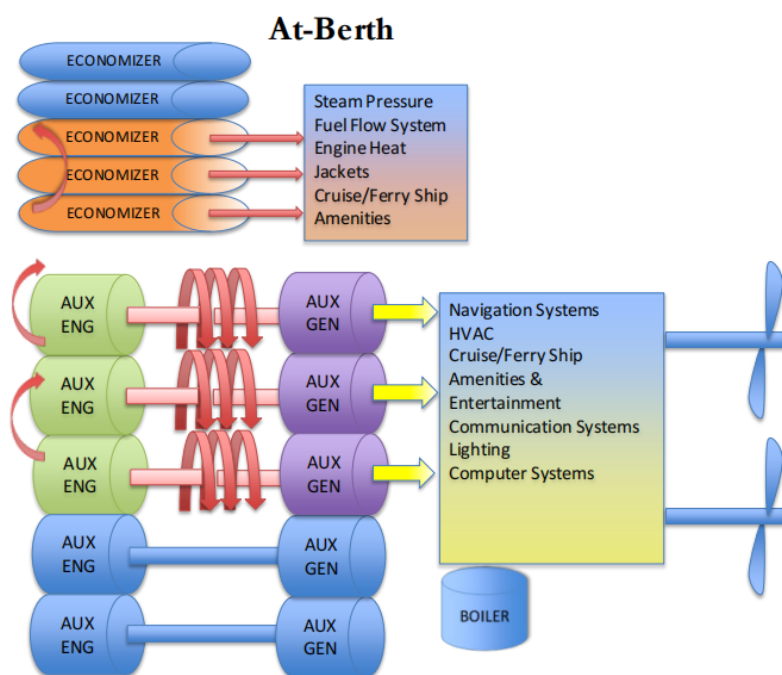 At-Berth
ECONOMIZER
ECONOMIZER
ECONOMIZER
ECONOMIZER
ECONOMIZER
Steam Pressure
Fuel Flow System
Engine Heat
Jackets
Cruise/Ferry Ship
Amenities
AUX
ENG
AUX
GEN
AUX
ENG
AUX
GEN
AUX
ENG
AUX
GEN
AUX
ENG
AUX
GEN
AUX
ENG
AUX
GEN
Navigation Systems
HVAC
Cruise/Ferry Ship
Amenities &
Entertainment
Communication Systems
Lighting
Computer Systems
BOILER